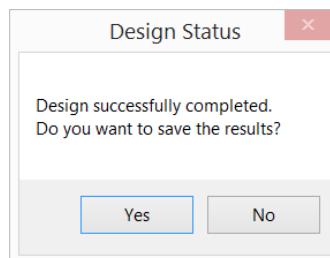 Design Status
Design successfully completed.
Do you want to save the results?
Yes No